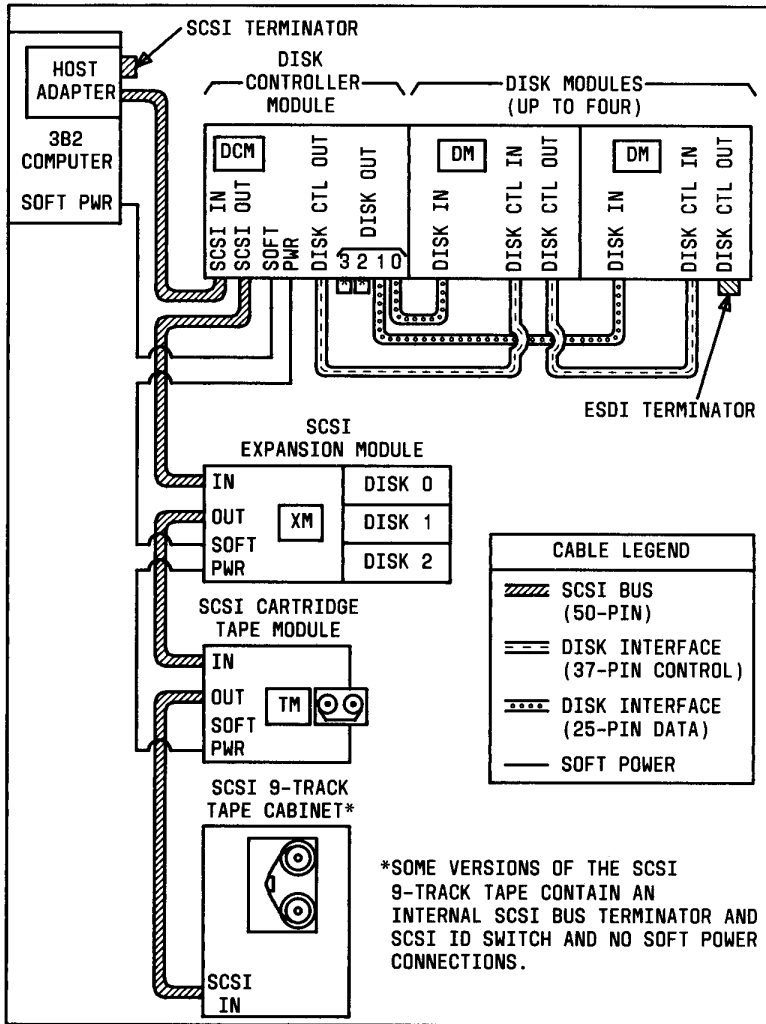 SCSI TERMINATOR
HOST
ADAPTER
3B2
COMPUTER
SOFT PWR
DISK
CONTROLLER
MODULE
DISK MODULES
(UP TO FOUR)
DCM
SCSI IN
SCSI OUT
SOFT
PWR
DISK CTL OUT
DISK OUT
3 2 1 0
* *
DM
DISK IN
DISK CTL IN
DISK CTL OUT
DM
DISK IN
DISK CTL IN
DISK CTL OUT
ESDI TERMINATOR
SCSI
EXPANSION MODULE
IN
OUT
SOFT
PWR
XM
DISK 0
DISK 1
DISK 2
SCSI CARTRIDGE
TAPE MODULE
IN
OUT
SOFT
PWR
TM
SCSI 9-TRACK
TAPE CABINET*
SCSI
IN
CABLE LEGEND
SCSI BUS
(50-PIN)
DISK INTERFACE
(37-PIN CONTROL)
DISK INTERFACE
(25-PIN DATA)
SOFT POWER
*SOME VERSIONS OF THE SCSI
9-TRACK TAPE CONTAIN AN
INTERNAL SCSI BUS TERMINATOR AND
SCSI ID SWITCH AND NO SOFT POWER
CONNECTIONS.